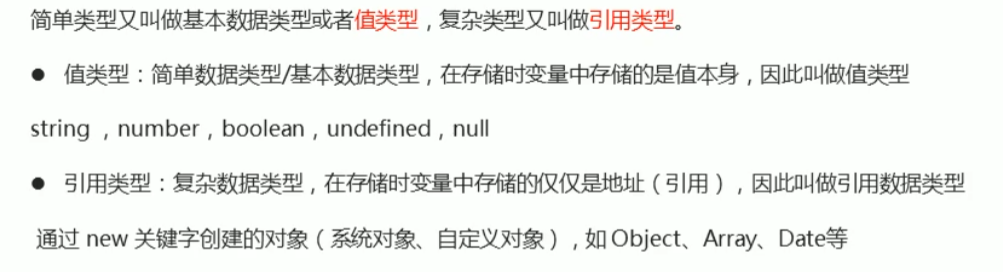 简单类型又叫做基本数据类型或者值类型，复杂类型又叫做引用类型。
● 值类型：简单数据类型/基本数据类型，在存储时变量中存储的是值本身，因此叫做值类型
string ，number，boolean，undefined，null
● 引用类型：复杂数据类型，在存储时变量中存储的仅仅是地址（引用），因此叫做引用数据类型
通过 new 关键字创建的对象（系统对象、自定义对象），如 Object、Array、Date等